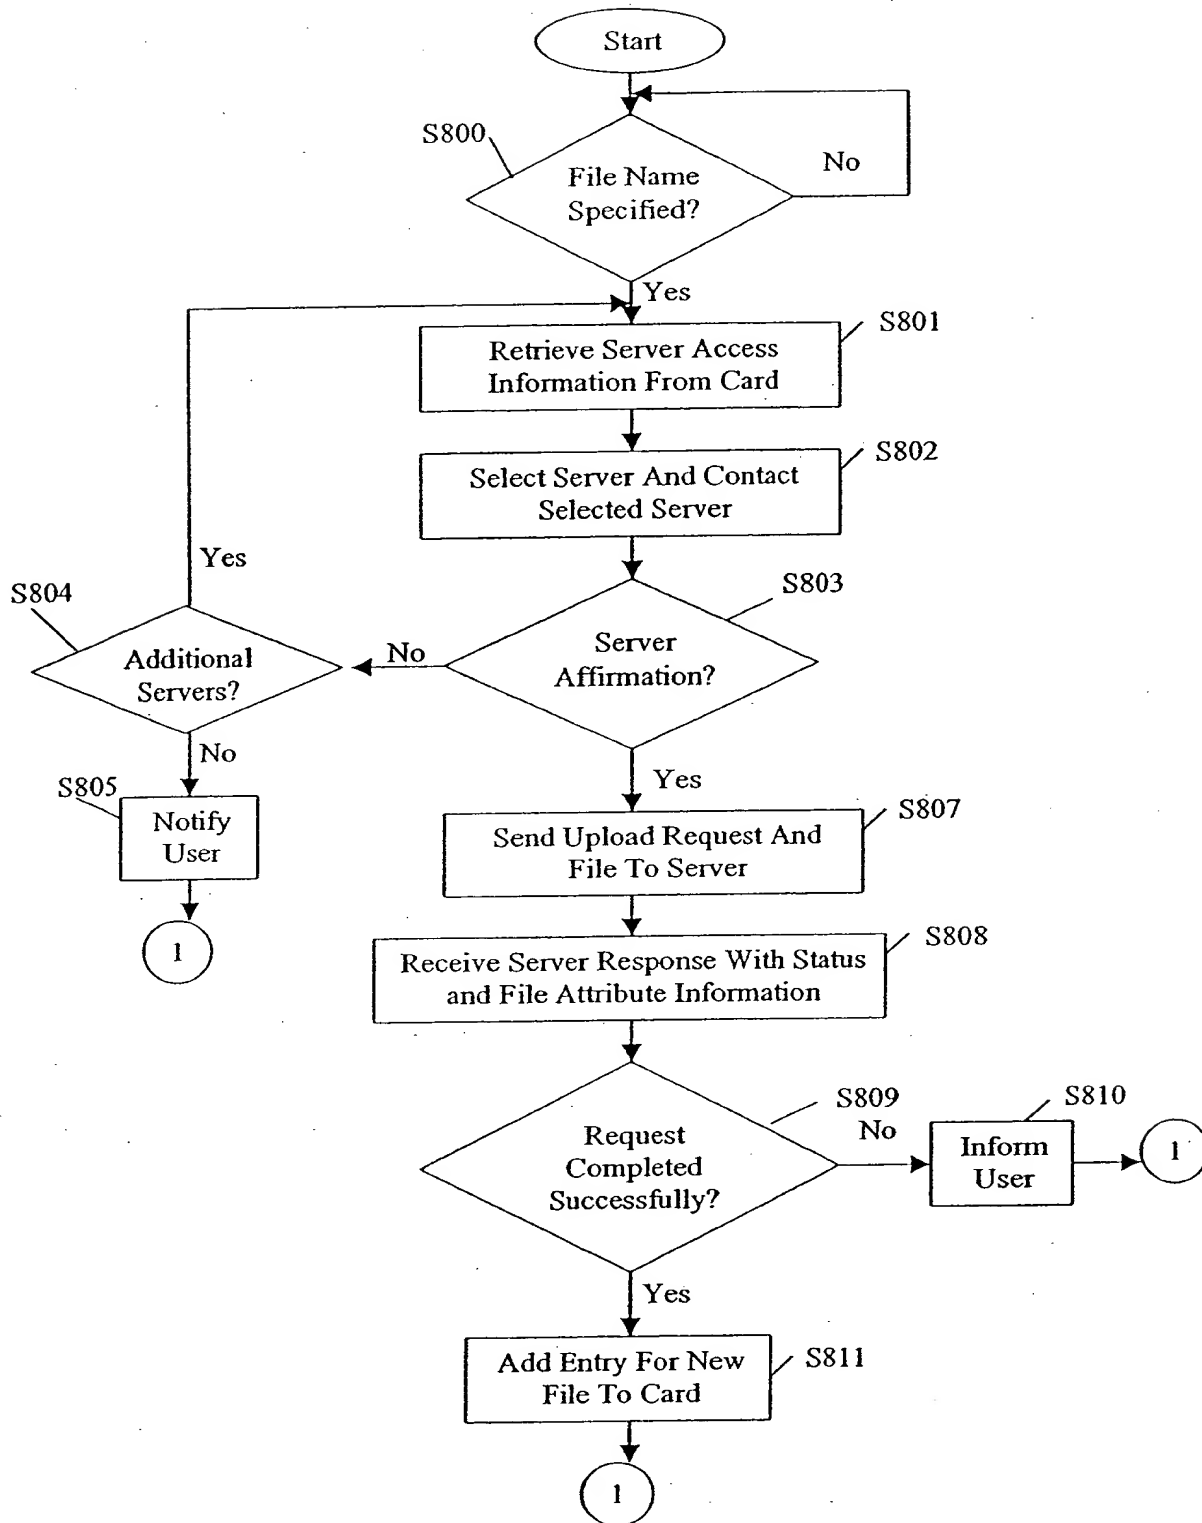 Start
S800
File Name
Specified?
No
Yes
S801
Retrieve Server Access
Information From Card
S802
Select Server And Contact
Selected Server
Yes
S804
S803
Additional
Servers?
No
Server
Affirmation?
No
Yes
S805
Notify
User
1
S807
Send Upload Request And
File To Server
S808
Receive Server Response With Status
and File Attribute Information
S809
Request
Completed
Successfully?
No
S810
Inform
User
1
Yes
S811
Add Entry For New
File To Card
1